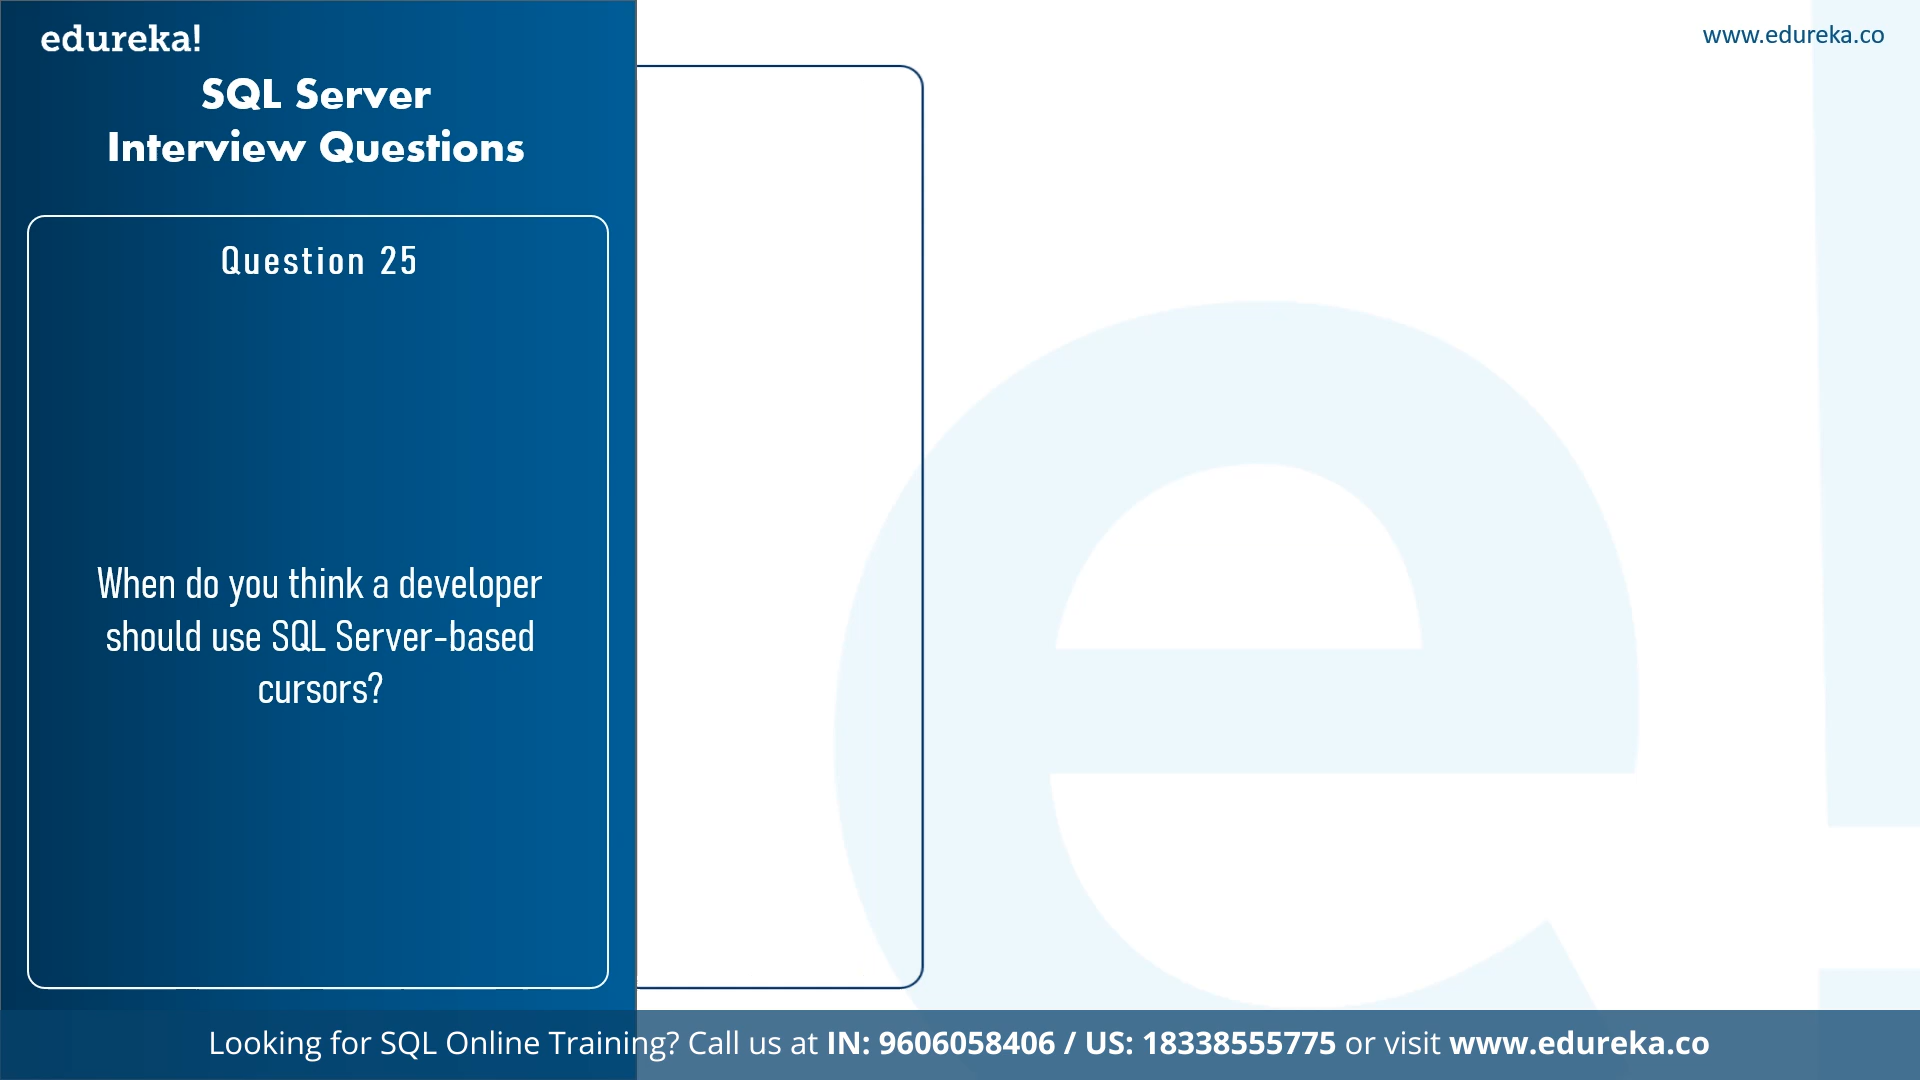 edureka!
www.edureka.co
SQL Server
Interview Questions
Question 25
When do you think a developer
should use SQL Server-based
cursors?
Looking for SQL Online Training? Call us at IN: 9606058406 / US: 18338555775 or visit www.edureka.co